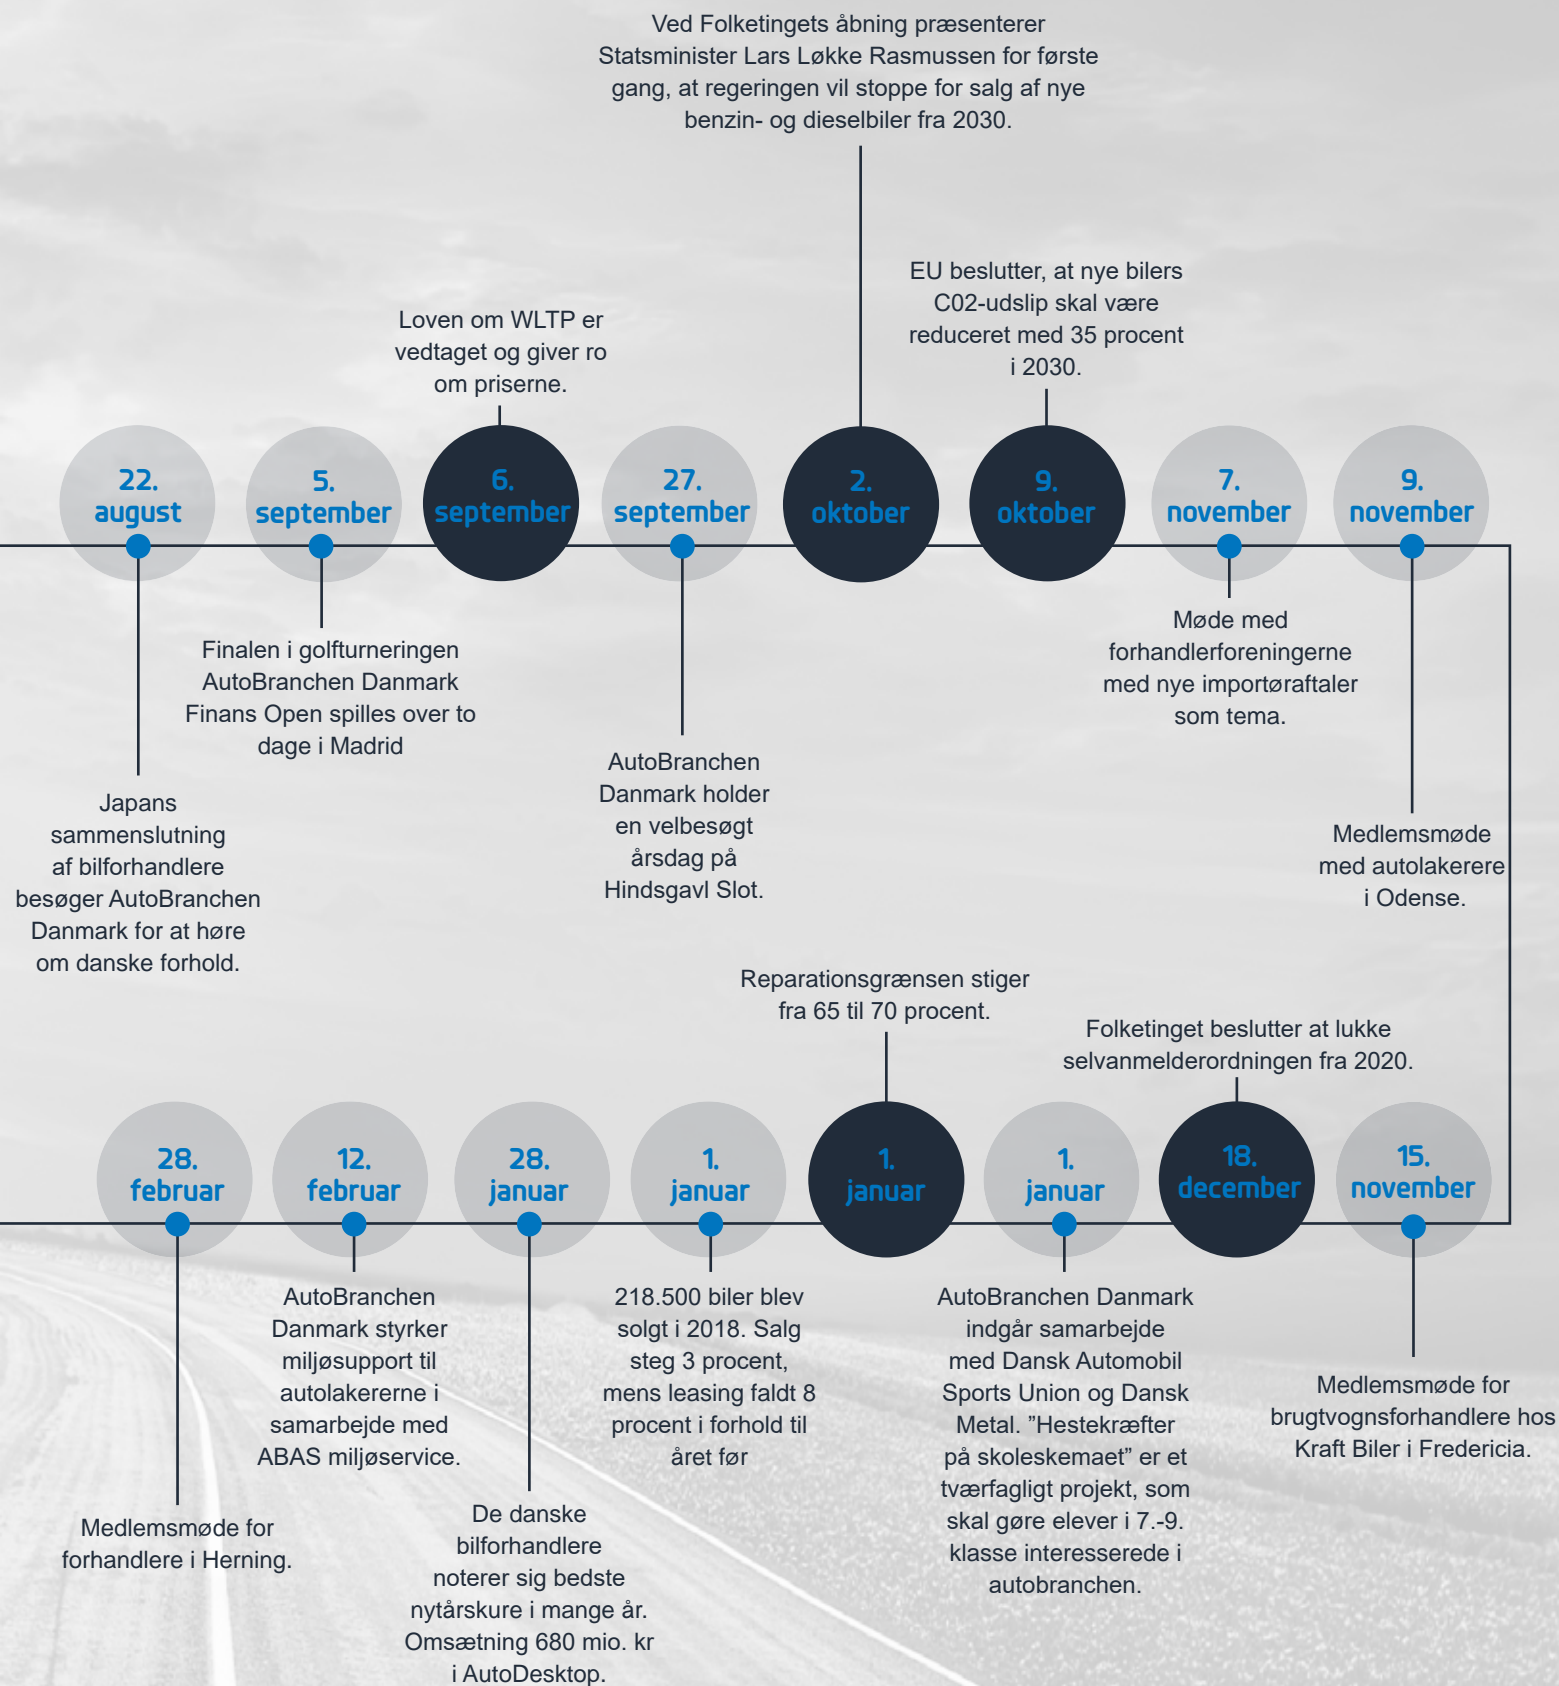 Ved Folketingets åbning præsenterer
Statsminister Lars Løkke Rasmussen for første
gang, at regeringen vil stoppe for salg af nye
benzin- og dieselbiler fra 2030.
EU beslutter, at nye bilers
C02-udslip skal være
reduceret med 35 procent
i 2030.
Loven om WLTP er
vedtaget og giver ro
om priserne.
22.
august
5.
september
6.
september
27.
september
2.
oktober
9.
oktober
7.
november
9.
november
Japans
sammenslutning
af bilforhandlere
besøger AutoBranchen
Danmark for at høre
om danske forhold.
Finalen i golfturneringen
AutoBranchen Danmark
Finans Open spilles over to
dage i Madrid
AutoBranchen
Danmark holder
en velbesøgt
årsdag på
Hindsgavl Slot.
Møde med
forhandlerforeningerne
med nye importøraftaler
som tema.
Medlemsmøde
med autolakerere
i Odense.
Reparationsgrænsen stiger
fra 65 til 70 procent.
Folketinget beslutter at lukke
selvanmelderordningen fra 2020.
28.
februar
12.
februar
28.
januar
1.
januar
1.
januar
1.
januar
18.
december
15.
november
Medlemsmøde for
forhandlere i Herning.
AutoBranchen
Danmark styrker
miljøsupport til
autolakererne i
samarbejde med
ABAS miljøservice.
De danske
bilforhandlere
noterer sig bedste
nytårskure i mange år.
Omsætning 680 mio. kr
i AutoDesktop.
218.500 biler blev
solgt i 2018. Salg
steg 3 procent,
mens leasing faldt 8
procent i forhold til
året før
AutoBranchen Danmark
indgår samarbejde
med Dansk Automobil
Sports Union og Dansk
Metal. ”Hestekræfter
på skoleskemaet” er et
tværfagligt projekt, som
skal gøre elever i 7.-9.
klasse interesserede i
autobranchen.
Medlemsmøde for
brugtvognsforhandlere hos
Kraft Biler i Fredericia.